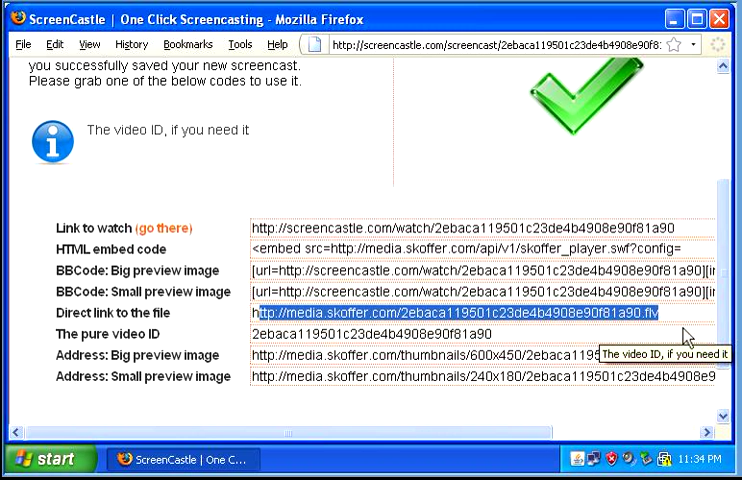 ScreenCastle | One Click Screencasting - Mozilla Firefox
File Edit View History Bookmarks Tools Help http://screencastle.com/screencast/2ebaca119501c23de4b4908e90f81
you successfully saved your new screencast.
Please grab one of the below codes to use it.
i The video ID, if you need it
Link to watch (go there) http://screencastle.com/watch/2ebaca119501c23de4b4908e90f81a90
HTML embed code <embed src=http://media.skoffer.com/api/v1/skoffer_player.swf?config=
BBCode: Big preview image [url=http://screencastle.com/watch/2ebaca119501c23de4b4908e90f81a90][i
BBCode: Small preview image [url=http://screencastle.com/watch/2ebaca119501c23de4b4908e90f81a90][i
Direct link to the file http://media.skoffer.com/2ebaca119501c23de4b4908e90f81a90.flv
The pure video ID 2ebaca119501c23de4b4908e90f81a90
Address: Big preview image http://media.skoffer.com/thumbnails/600x450/2ebaca1195
The video ID, if you need it
Address: Small preview image http://media.skoffer.com/thumbnails/240x180/2ebaca119501c23de4b4908e9
start ScreenCastle | One C... 11:34 PM